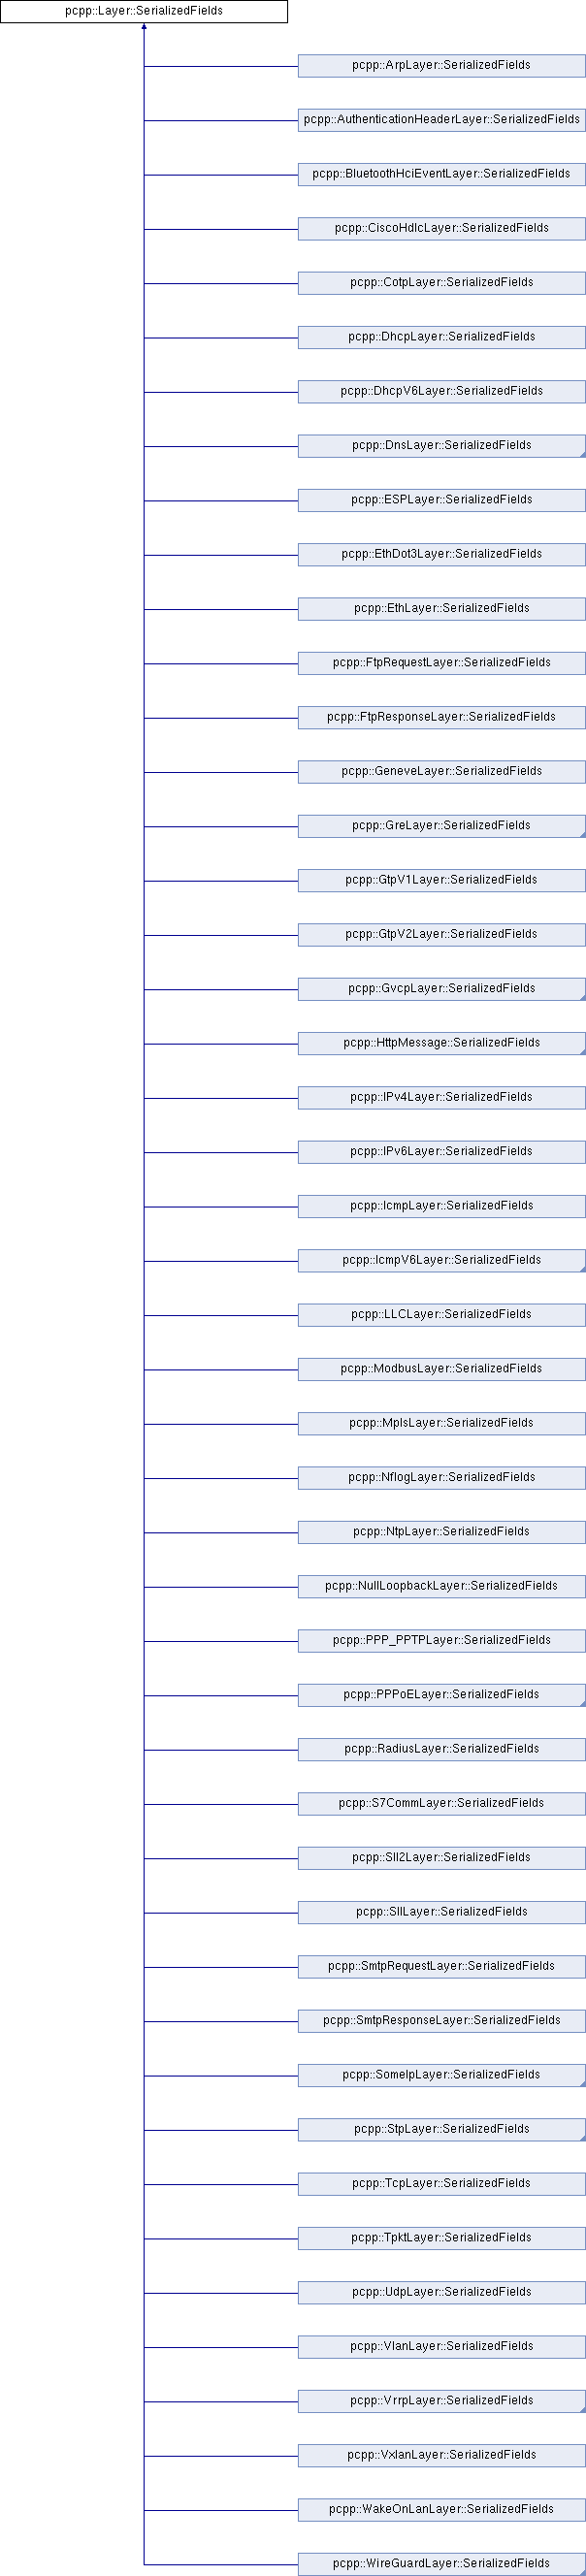 pcpp::Layer::SerializedFields
pcpp::ArpLayer::SerializedFields
pcpp::AuthenticationHeaderLayer::SerializedFields
pcpp::BluetoothHciEventLayer::SerializedFields
pcpp::CiscoHdlcLayer::SerializedFields
pcpp::CotpLayer::SerializedFields
pcpp::DhcpLayer::SerializedFields
pcpp::DhcpV6Layer::SerializedFields
pcpp::DnsLayer::SerializedFields
pcpp::ESPLayer::SerializedFields
pcpp::EthDot3Layer::SerializedFields
pcpp::EthLayer::SerializedFields
pcpp::FtpRequestLayer::SerializedFields
pcpp::FtpResponseLayer::SerializedFields
pcpp::GeneveLayer::SerializedFields
pcpp::GreLayer::SerializedFields
pcpp::GtpV1Layer::SerializedFields
pcpp::GtpV2Layer::SerializedFields
pcpp::GvcpLayer::SerializedFields
pcpp::HttpMessage::SerializedFields
pcpp::IPv4Layer::SerializedFields
pcpp::IPv6Layer::SerializedFields
pcpp::IcmpLayer::SerializedFields
pcpp::IcmpV6Layer::SerializedFields
pcpp::LLCLayer::SerializedFields
pcpp::ModbusLayer::SerializedFields
pcpp::MplsLayer::SerializedFields
pcpp::NflogLayer::SerializedFields
pcpp::NtpLayer::SerializedFields
pcpp::NullLoopbackLayer::SerializedFields
pcpp::PPP_PPTPLayer::SerializedFields
pcpp::PPPoELayer::SerializedFields
pcpp::RadiusLayer::SerializedFields
pcpp::S7CommLayer::SerializedFields
pcpp::Sll2Layer::SerializedFields
pcpp::SllLayer::SerializedFields
pcpp::SmtpRequestLayer::SerializedFields
pcpp::SmtpResponseLayer::SerializedFields
pcpp::SomeIpLayer::SerializedFields
pcpp::StpLayer::SerializedFields
pcpp::TcpLayer::SerializedFields
pcpp::TpktLayer::SerializedFields
pcpp::UdpLayer::SerializedFields
pcpp::VlanLayer::SerializedFields
pcpp::VrrpLayer::SerializedFields
pcpp::VxlanLayer::SerializedFields
pcpp::WakeOnLanLayer::SerializedFields
pcpp::WireGuardLayer::SerializedFields